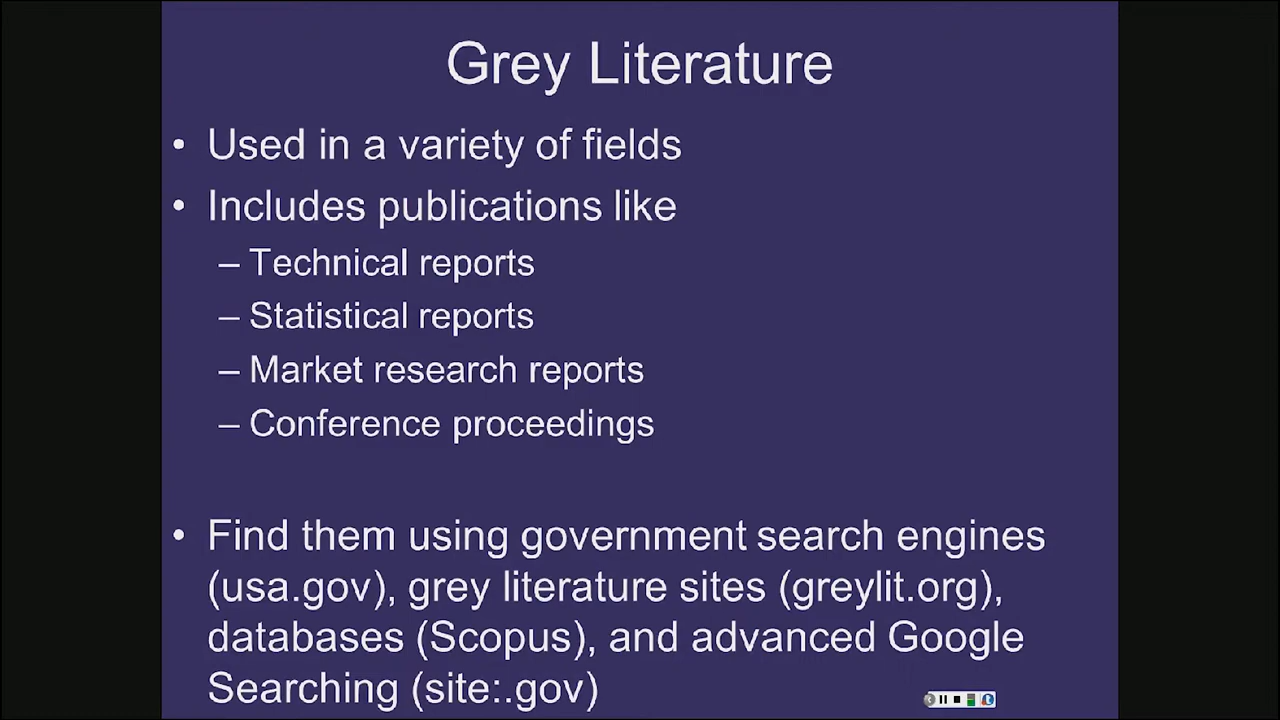 Grey Literature
• Used in a variety of fields
• Includes publications like
– Technical reports
– Statistical reports
– Market research reports
– Conference proceedings
• Find them using government search engines
(usa.gov), grey literature sites (greylit.org),
databases (Scopus), and advanced Google
Searching (site:.gov)